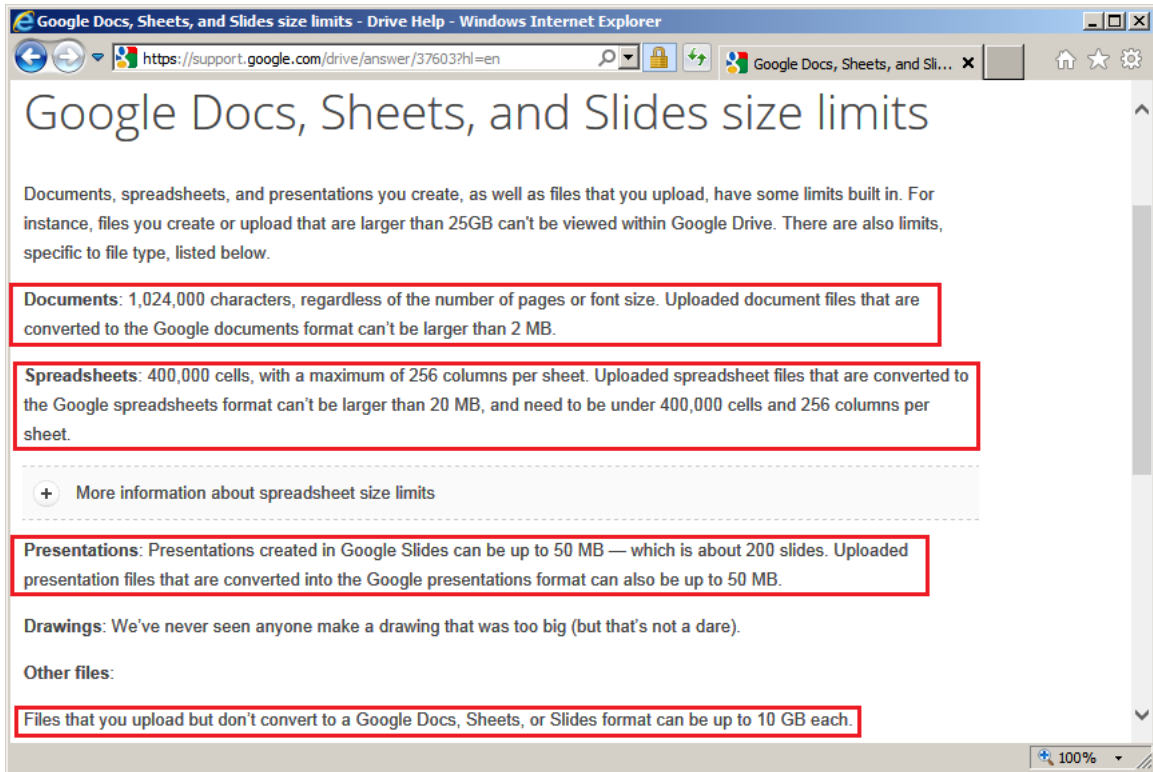 Google Docs, Sheets, and Slides size limits - Drive Help - Windows Internet Explorer
https://support.google.com/drive/answer/37603?hl=en
Google Docs, Sheets, and Sli...
Google Docs, Sheets, and Slides size limits
Documents, spreadsheets, and presentations you create, as well as files that you upload, have some limits built in. For
instance, files you create or upload that are larger than 25GB can't be viewed within Google Drive. There are also limits,
specific to file type, listed below.
Documents: 1,024,000 characters, regardless of the number of pages or font size. Uploaded document files that are
converted to the Google documents format can't be larger than 2 MB.
Spreadsheets: 400,000 cells, with a maximum of 256 columns per sheet. Uploaded spreadsheet files that are converted to
the Google spreadsheets format can't be larger than 20 MB, and need to be under 400,000 cells and 256 columns per
sheet.
More information about spreadsheet size limits
Presentations: Presentations created in Google Slides can be up to 50 MB — which is about 200 slides. Uploaded
presentation files that are converted into the Google presentations format can also be up to 50 MB.
Drawings: We've never seen anyone make a drawing that was too big (but that's not a dare).
Other files:
Files that you upload but don't convert to a Google Docs, Sheets, or Slides format can be up to 10 GB each.
100%